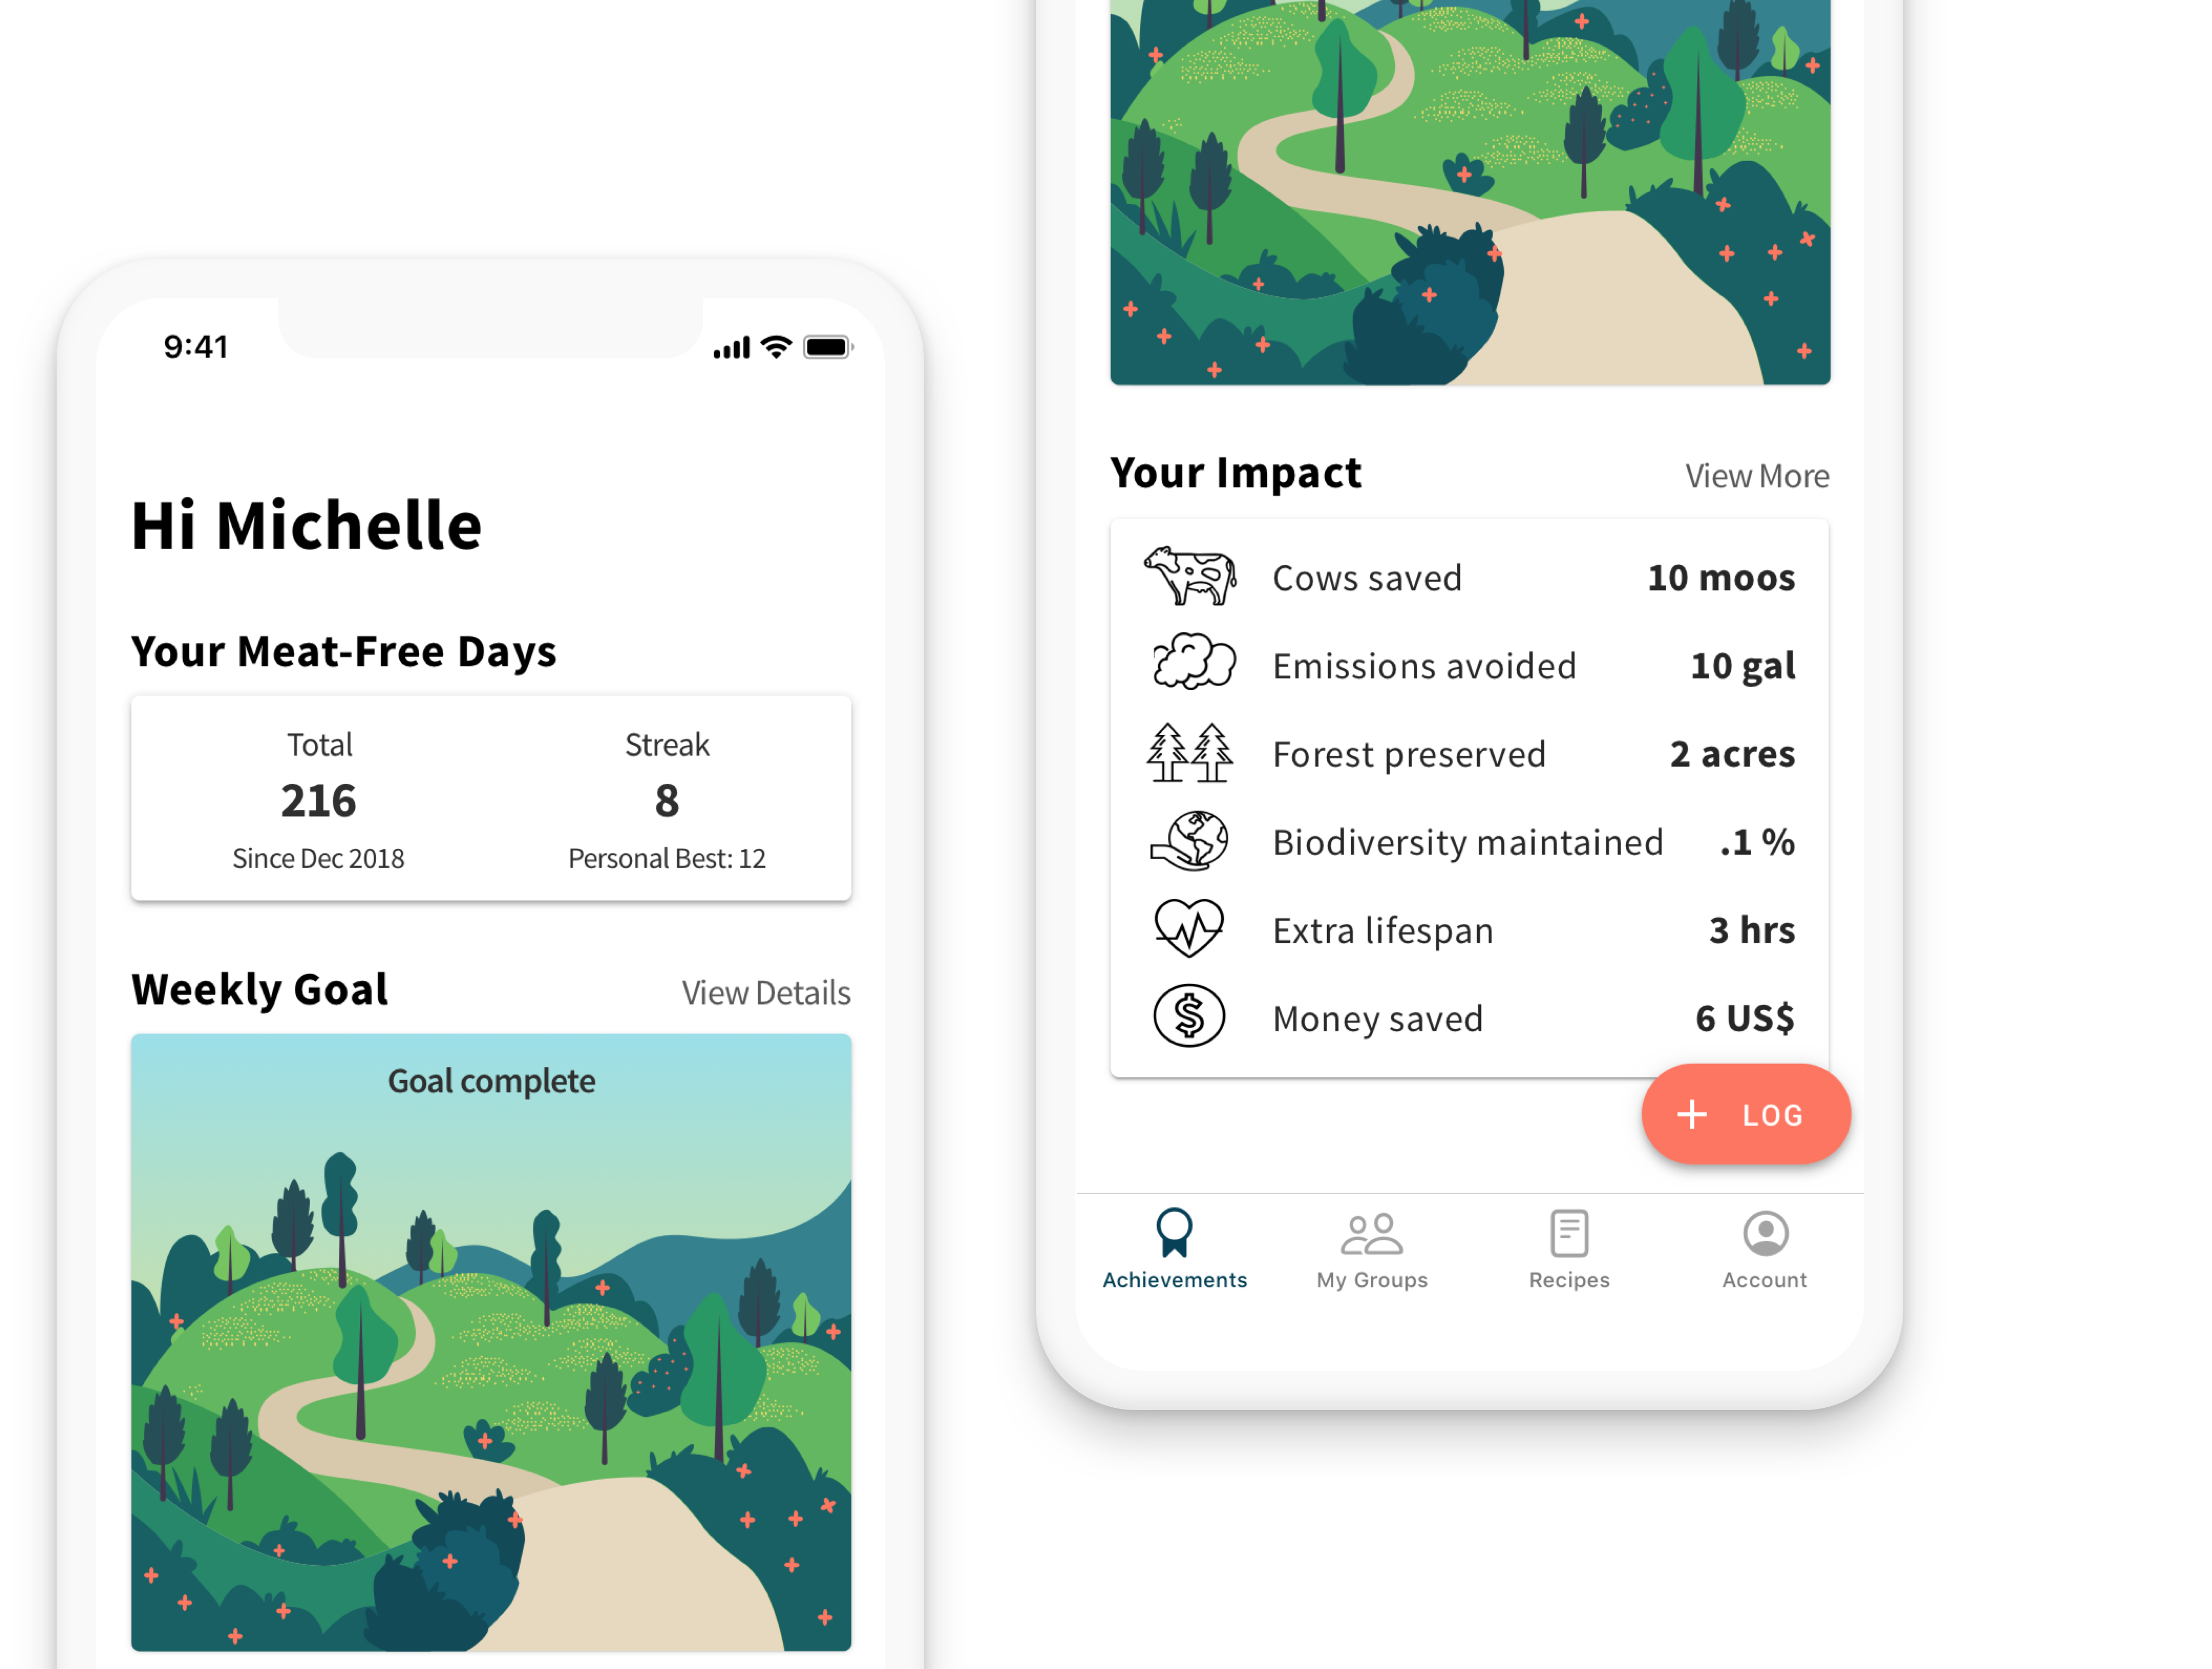 9:41
Hi Michelle
Your Meat-Free Days
Total
216
Since Dec 2018
Streak
8
Personal Best: 12
Weekly Goal
View Details
Goal complete
Your Impact
View More
Cows saved 10 moos
Emissions avoided 10 gal
Forest preserved 2 acres
Biodiversity maintained .1 %
Extra lifespan 3 hrs
Money saved 6 US$
+ LOG
Achievements
My Groups
Recipes
Account